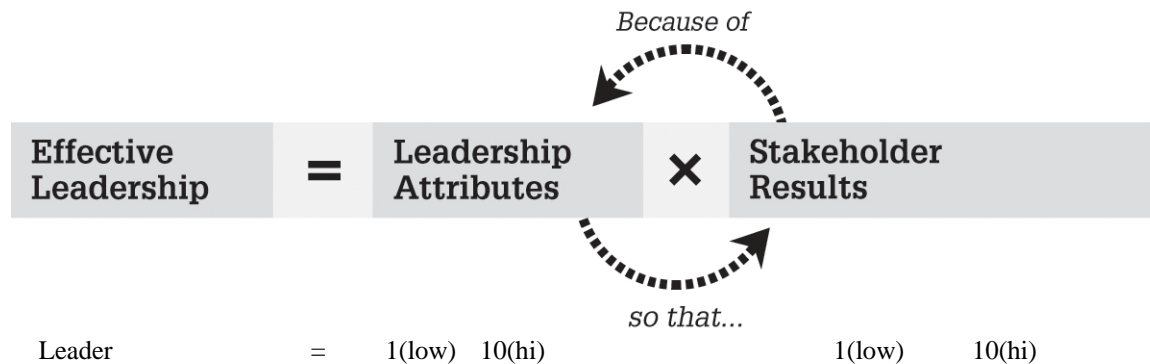 Because of
Effective Leadership = Leadership Attributes × Stakeholder Results
so that...
Leader = 1(low) 10(hi) 1(low) 10(hi)